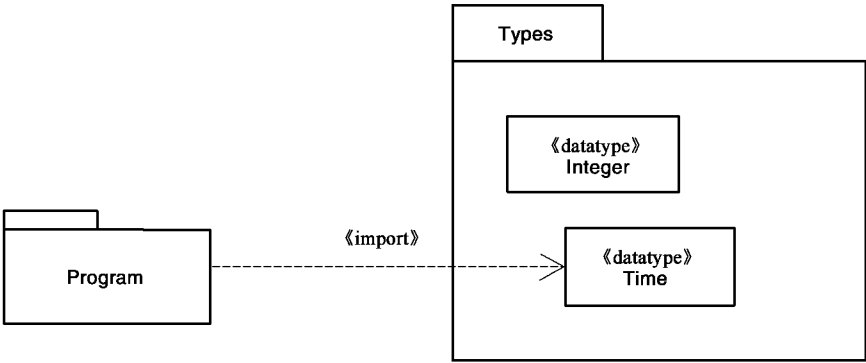 Types
《datatype》
Integer
《import》
《datatype》
Time
Program